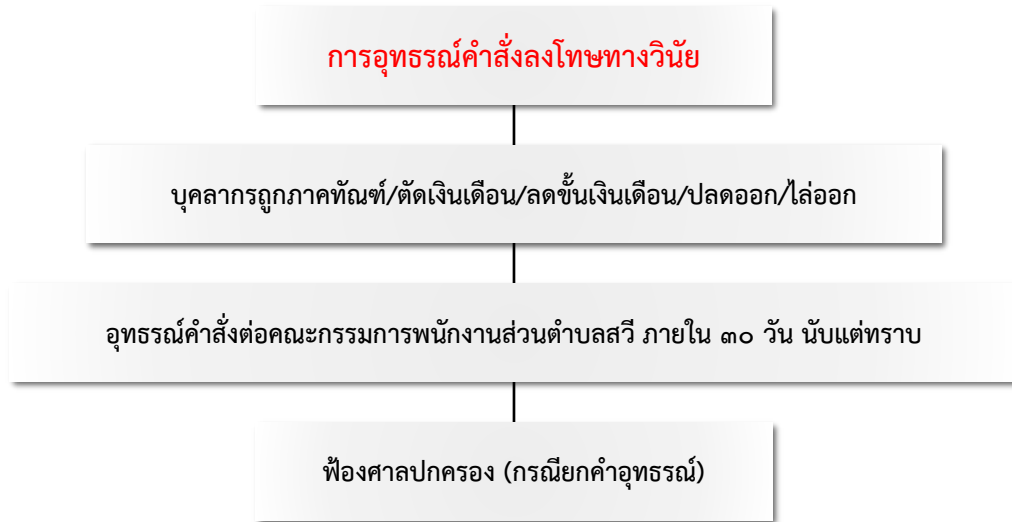 การอุทธรณ์คำสั่งลงโทษทางวินัย
บุคลากรถูกภาคทัณฑ์/ตัดเงินเดือน/ลดขั้นเงินเดือน/ปลดออก/ไล่ออก
อุทธรณ์คำสั่งต่อคณะกรรมการพนักงานส่วนตำบลสวี ภายใน ๓๐ วัน นับแต่ทราบ
ฟ้องศาลปกครอง (กรณียกคำอุทธรณ์)